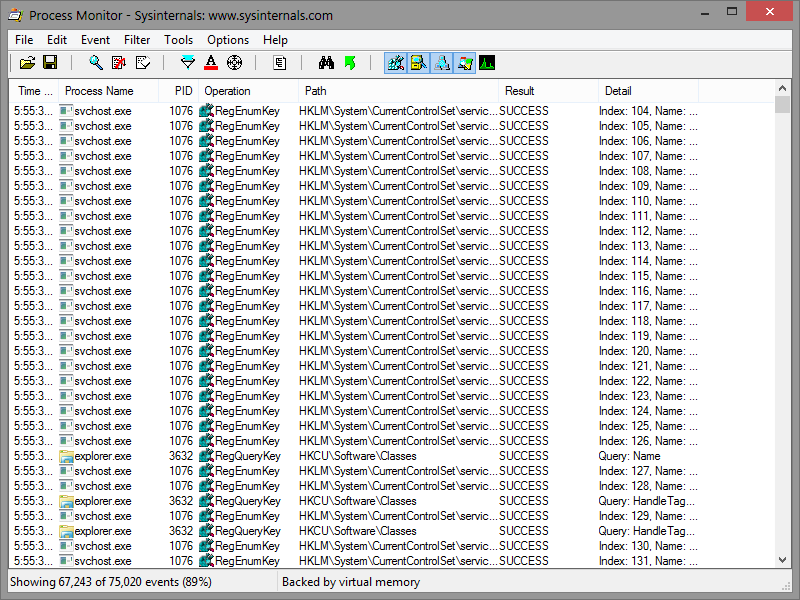 Process Monitor - Sysinternals: www.sysinternals.com
File Edit Event Filter Tools Options Help
Time ... Process Name PID Operation Path Result Detail
5:55:3... svchost.exe 1076 RegEnumKey HKLM\System\CurrentControlSet\servic... SUCCESS Index: 104, Name: ...
5:55:3... svchost.exe 1076 RegEnumKey HKLM\System\CurrentControlSet\servic... SUCCESS Index: 105, Name: ...
5:55:3... svchost.exe 1076 RegEnumKey HKLM\System\CurrentControlSet\servic... SUCCESS Index: 106, Name: ...
5:55:3... svchost.exe 1076 RegEnumKey HKLM\System\CurrentControlSet\servic... SUCCESS Index: 107, Name: ...
5:55:3... svchost.exe 1076 RegEnumKey HKLM\System\CurrentControlSet\servic... SUCCESS Index: 108, Name: ...
5:55:3... svchost.exe 1076 RegEnumKey HKLM\System\CurrentControlSet\servic... SUCCESS Index: 109, Name: ...
5:55:3... svchost.exe 1076 RegEnumKey HKLM\System\CurrentControlSet\servic... SUCCESS Index: 110, Name: ...
5:55:3... svchost.exe 1076 RegEnumKey HKLM\System\CurrentControlSet\servic... SUCCESS Index: 111, Name: ...
5:55:3... svchost.exe 1076 RegEnumKey HKLM\System\CurrentControlSet\servic... SUCCESS Index: 112, Name: ...
5:55:3... svchost.exe 1076 RegEnumKey HKLM\System\CurrentControlSet\servic... SUCCESS Index: 113, Name: ...
5:55:3... svchost.exe 1076 RegEnumKey HKLM\System\CurrentControlSet\servic... SUCCESS Index: 114, Name: ...
5:55:3... svchost.exe 1076 RegEnumKey HKLM\System\CurrentControlSet\servic... SUCCESS Index: 115, Name: ...
5:55:3... svchost.exe 1076 RegEnumKey HKLM\System\CurrentControlSet\servic... SUCCESS Index: 116, Name: ...
5:55:3... svchost.exe 1076 RegEnumKey HKLM\System\CurrentControlSet\servic... SUCCESS Index: 117, Name: ...
5:55:3... svchost.exe 1076 RegEnumKey HKLM\System\CurrentControlSet\servic... SUCCESS Index: 118, Name: ...
5:55:3... svchost.exe 1076 RegEnumKey HKLM\System\CurrentControlSet\servic... SUCCESS Index: 119, Name: ...
5:55:3... svchost.exe 1076 RegEnumKey HKLM\System\CurrentControlSet\servic... SUCCESS Index: 120, Name: ...
5:55:3... svchost.exe 1076 RegEnumKey HKLM\System\CurrentControlSet\servic... SUCCESS Index: 121, Name: ...
5:55:3... svchost.exe 1076 RegEnumKey HKLM\System\CurrentControlSet\servic... SUCCESS Index: 122, Name: ...
5:55:3... svchost.exe 1076 RegEnumKey HKLM\System\CurrentControlSet\servic... SUCCESS Index: 123, Name: ...
5:55:3... svchost.exe 1076 RegEnumKey HKLM\System\CurrentControlSet\servic... SUCCESS Index: 124, Name: ...
5:55:3... svchost.exe 1076 RegEnumKey HKLM\System\CurrentControlSet\servic... SUCCESS Index: 125, Name: ...
5:55:3... svchost.exe 1076 RegEnumKey HKLM\System\CurrentControlSet\servic... SUCCESS Index: 126, Name: ...
5:55:3... explorer.exe 3632 RegQueryKey HKCU\Software\Classes SUCCESS Query: Name
5:55:3... svchost.exe 1076 RegEnumKey HKLM\System\CurrentControlSet\servic... SUCCESS Index: 127, Name: ...
5:55:3... svchost.exe 1076 RegEnumKey HKLM\System\CurrentControlSet\servic... SUCCESS Index: 128, Name: ...
5:55:3... explorer.exe 3632 RegQueryKey HKCU\Software\Classes SUCCESS Query: HandleTag...
5:55:3... svchost.exe 1076 RegEnumKey HKLM\System\CurrentControlSet\servic... SUCCESS Index: 129, Name: ...
5:55:3... explorer.exe 3632 RegQueryKey HKCU\Software\Classes SUCCESS Query: HandleTag...
5:55:3... svchost.exe 1076 RegEnumKey HKLM\System\CurrentControlSet\servic... SUCCESS Index: 130, Name: ...
5:55:3... svchost.exe 1076 RegEnumKey HKLM\System\CurrentControlSet\servic... SUCCESS Index: 131, Name: ...
Showing 67,243 of 75,020 events (89%) Backed by virtual memory